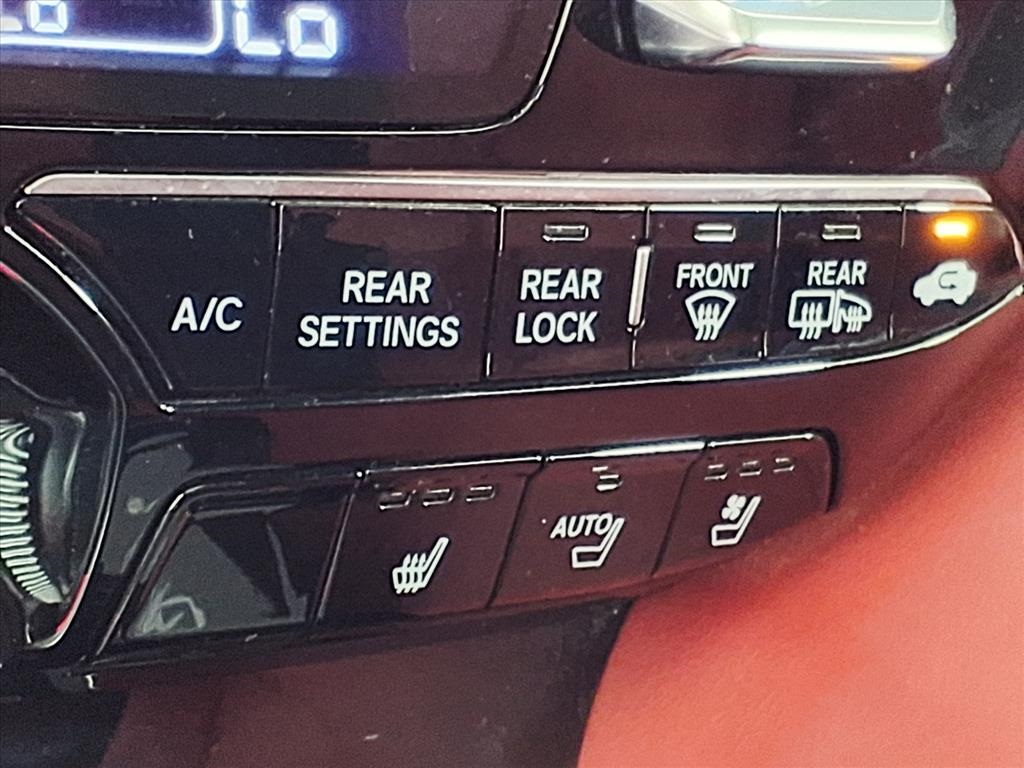 Lo
A/C
REAR
SETTINGS
REAR
LOCK
FRONT
REAR
AUTO